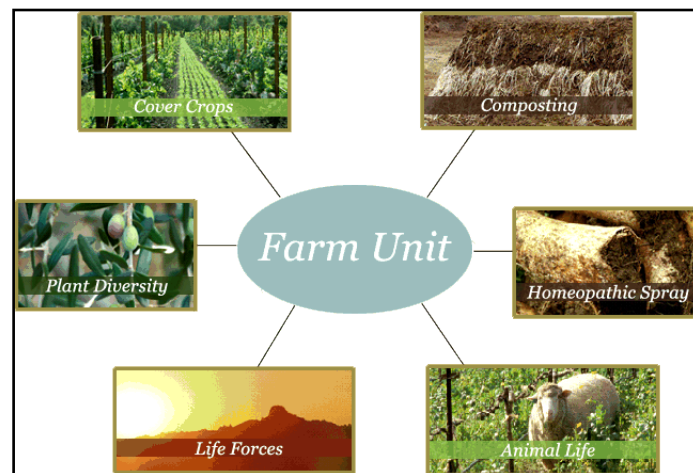 Cover Crops
Composting
Farm Unit
Plant Diversity
Homeopathic Spray
Life Forces
Animal Life